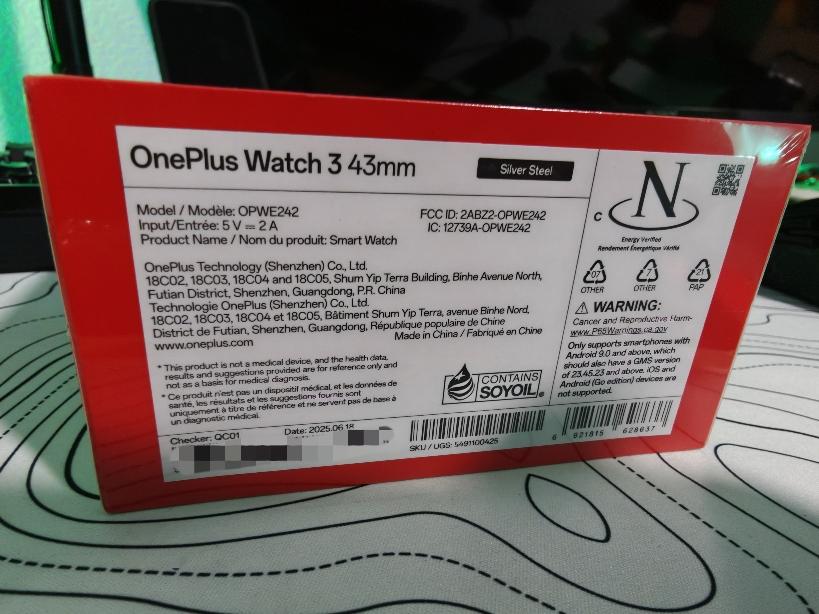 OnePlus Watch 3 43mm
Silver Steel
Model / Modèle: OPWE242
Input/Entrée: 5 V ⎓ 2 A
Product Name / Nom du produit: Smart Watch
FCC ID: 2ABZ2-OPWE242
IC: 12739A-OPWE242
OnePlus Technology (Shenzhen) Co., Ltd.
18C02, 18C03, 18C04 and 18C05, Shum Yip Terra Building, Binhe Avenue North,
Futian District, Shenzhen, Guangdong, P.R. China
Technologie OnePlus (Shenzhen) Co., Ltd.
18C02, 18C03, 18C04 et 18C05, Bâtiment Shum Yip Terra, avenue Binhe Nord,
District de Futian, Shenzhen, Guangdong, République populaire de Chine
www.oneplus.com
Made in China / Fabriqué en Chine
* This product is not a medical device, and the health data,
results and suggestions provided are for reference only and
not as a basis for medical diagnosis.
* Ce produit n'est pas un dispositif médical, et les données de
santé, les résultats et les suggestions fournis sont
uniquement à titre de référence et ne servent pas de base à
un diagnostic médical.
CONTAINS
SOYOIL®
Checker: QC01
Date: 2025.06.18
SKU / UGS: 5491100425
N
C
Energy Verified
Rendement Énergétique Vérifié
07
OTHER
7
OTHER
21
PAP
⚠ WARNING:
Cancer and Reproductive Harm-
www.P65Warnings.ca.gov
Only supports smartphones with
Android 9.0 and above, which
should also have a GMS version
of 23.45.23 and above. iOS and
Android (Go edition) devices are
not supported.
6 921815 628637